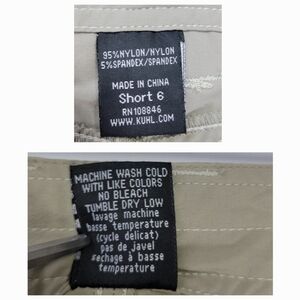 95%NYLON/NYLON
5%SPANDEX/SPANDEX
MADE IN CHINA
Short 6
RN108846
WWW.KUHL.COM
MACHINE WASH COLD
WITH LIKE COLORS
NO BLEACH
TUMBLE DRY LOW
lavage machine
basse temperature
(cycle delicat)
pas de javel
sechage à basse
temperature